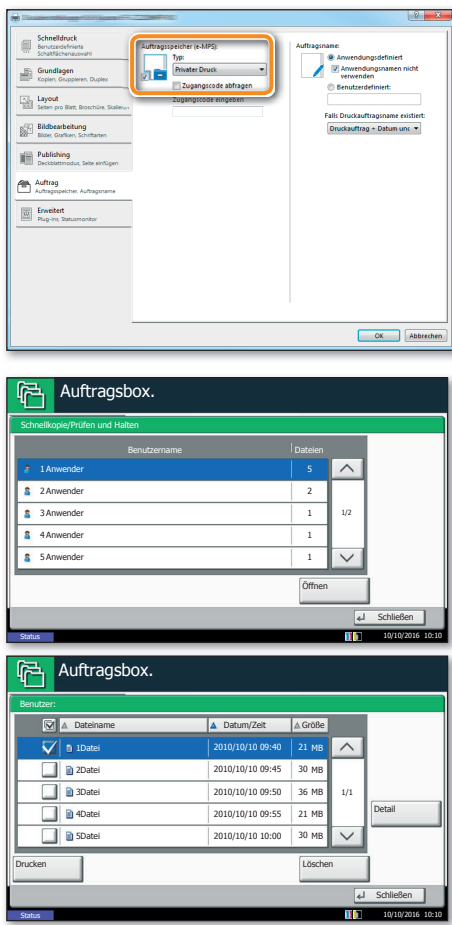 Schnelldruck
Benutzerdefinierte
Schaltflächenauswahl
Grundlagen
Kopien, Gruppieren, Duplex
Layout
Seiten pro Blatt, Broschüre, Skalierun
Bildbearbeitung
Bilder, Grafiken, Schriftarten
Publishing
Deckblattmodus, Seite einfügen
Auftrag
Auftragsspeicher, Auftragsname
Erweitert
Plug-Ins, Statusmonitor
Auftragsspeicher (e-MPS):
Typ:
Privater Druck
Zugangscode abfragen
Zugangscode eingeben
Auftragsname:
Anwendungsdefiniert
Anwendungsnamen nicht
verwenden
Benutzerdefiniert:
Falls Druckauftragsname existiert:
Druckauftrag + Datum unc
OK Abbrechen
Auftragsbox.
Schnellkopie/Prüfen und Halten
Benutzername Dateien
1 Anwender 5
2 Anwender 2
3 Anwender 1
1/2
4 Anwender 1
5 Anwender 1
Öffnen
Schließen
Status 10/10/2016 10:10
Auftragsbox.
Benutzer:
Dateiname Datum/Zeit Größe
1Datei 2010/10/10 09:40 21 MB
2Datei 2010/10/10 09:45 30 MB
3Datei 2010/10/10 09:50 36 MB
1/1
4Datei 2010/10/10 09:55 21 MB
5Datei 2010/10/10 10:00 30 MB
Detail
Drucken Löschen
Schließen
Status 10/10/2016 10:10